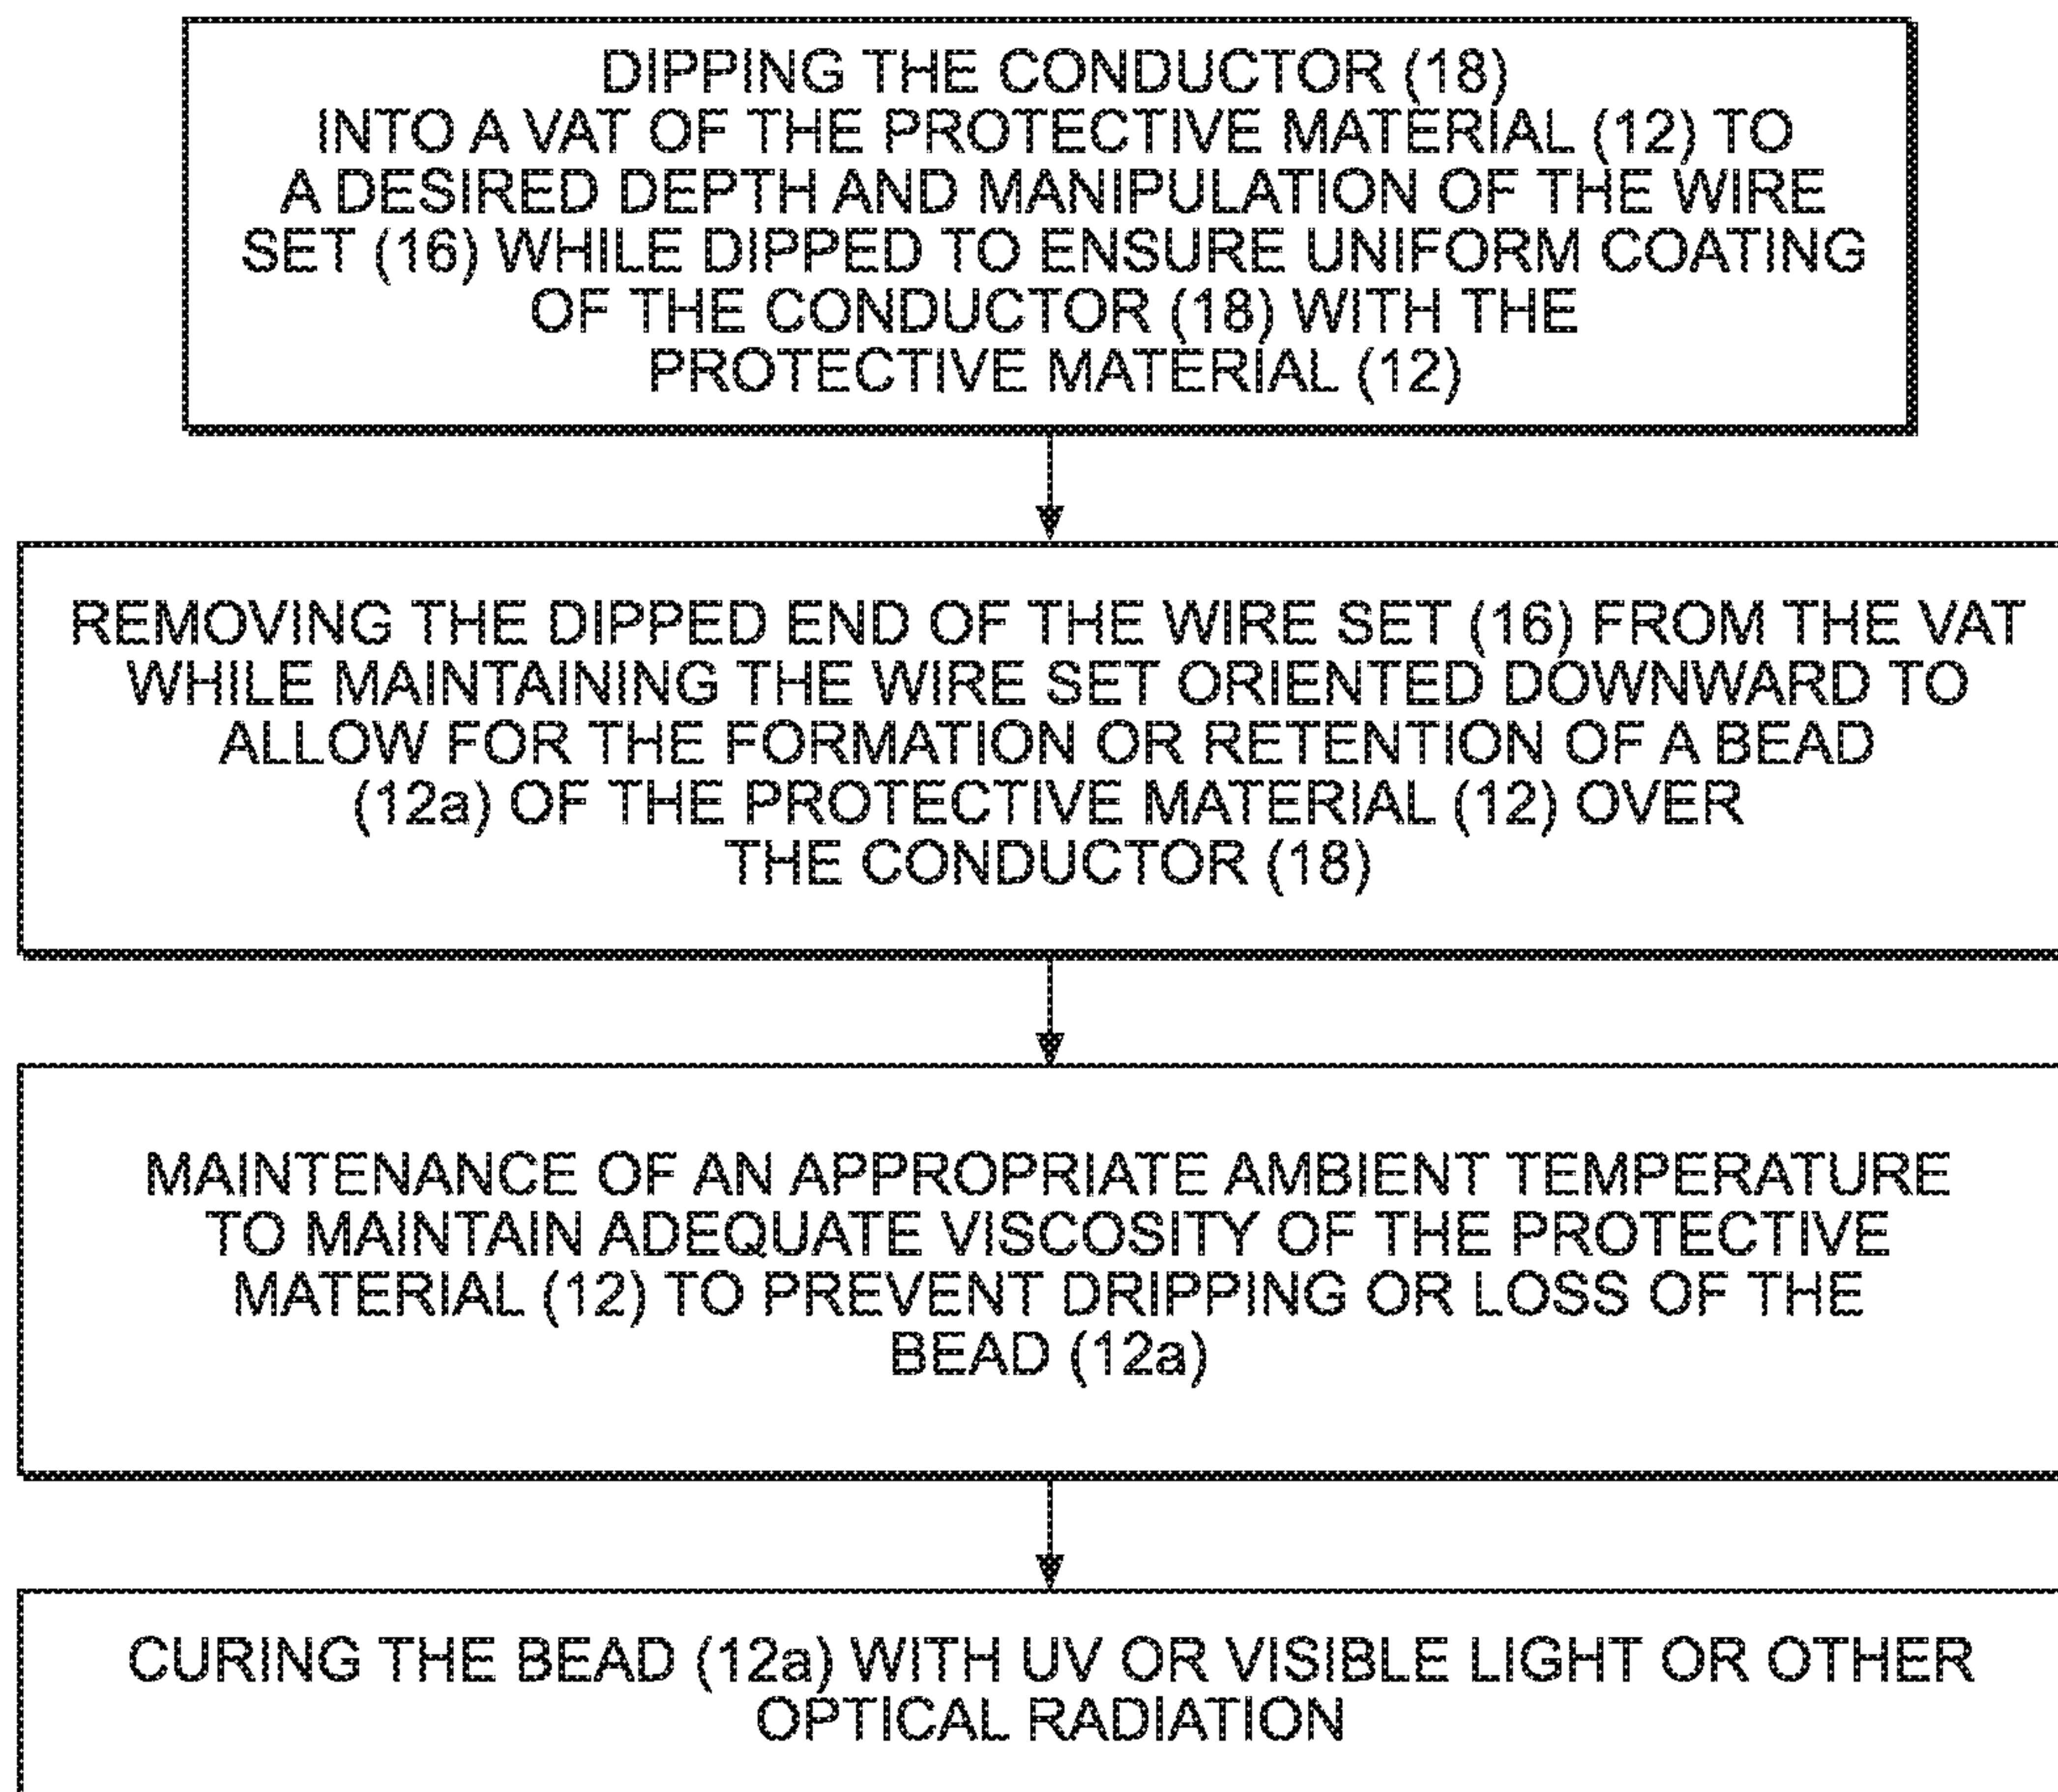 DIPPING THE CONDUCTOR (18)
INTO A VAT OF THE PROTECTIVE MATERIAL (12) TO
A DESIRED DEPTH AND MANIPULATION OF THE WIRE
SET (16) WHILE DIPPED TO ENSURE UNIFORM COATING
OF THE CONDUCTOR (18) WITH THE
PROTECTIVE MATERIAL (12)
REMOVING THE DIPPED END OF THE WIRE SET (16) FROM THE VAT
WHILE MAINTAINING THE WIRE SET ORIENTED DOWNWARD TO
ALLOW FOR THE FORMATION OR RETENTION OF A BEAD
(12a) OF THE PROTECTIVE MATERIAL (12) OVER
THE CONDUCTOR (18)
MAINTENANCE OF AN APPROPRIATE AMBIENT TEMPERATURE
TO MAINTAIN ADEQUATE VISCOSITY OF THE PROTECTIVE
MATERIAL (12) TO PREVENT DRIPPING OR LOSS OF THE
BEAD (12a)
CURING THE BEAD (12a) WITH UV OR VISIBLE LIGHT OR OTHER
OPTICAL RADIATION